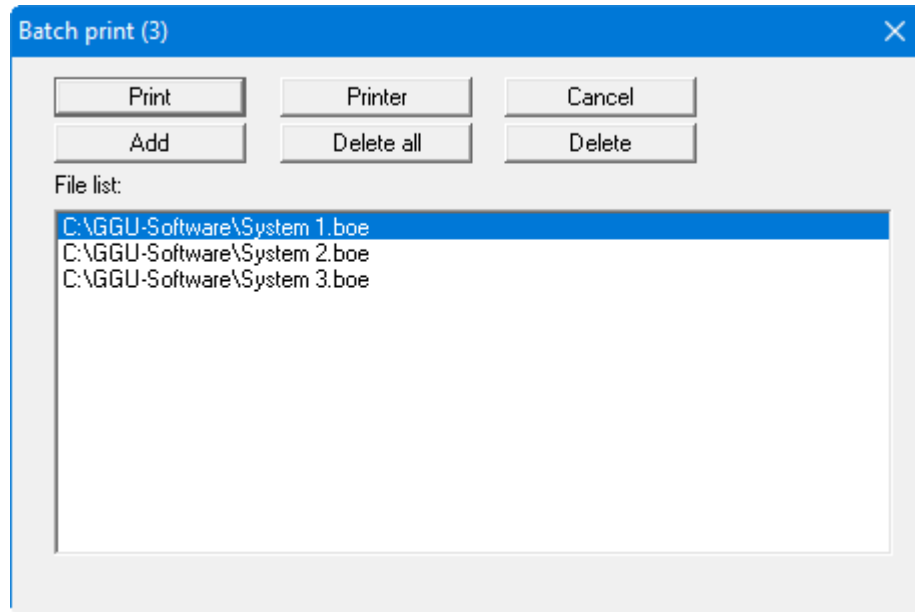 Batch print (3)
Print Printer Cancel
Add Delete all Delete
File list:
C:\GGU-Software\System 1.boe
C:\GGU-Software\System 2.boe
C:\GGU-Software\System 3.boe